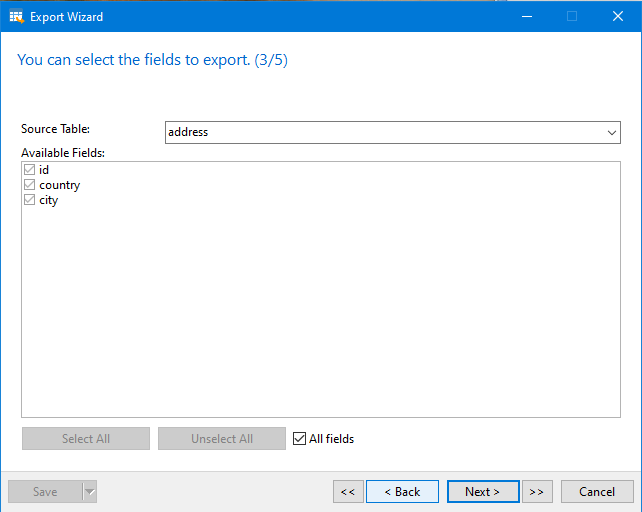 Export Wizard
You can select the fields to export. (3/5)
Source Table:
address
Available Fields:
id
country
city
Select All
Unselect All
All fields
Save
<<
< Back
Next >
>>
Cancel